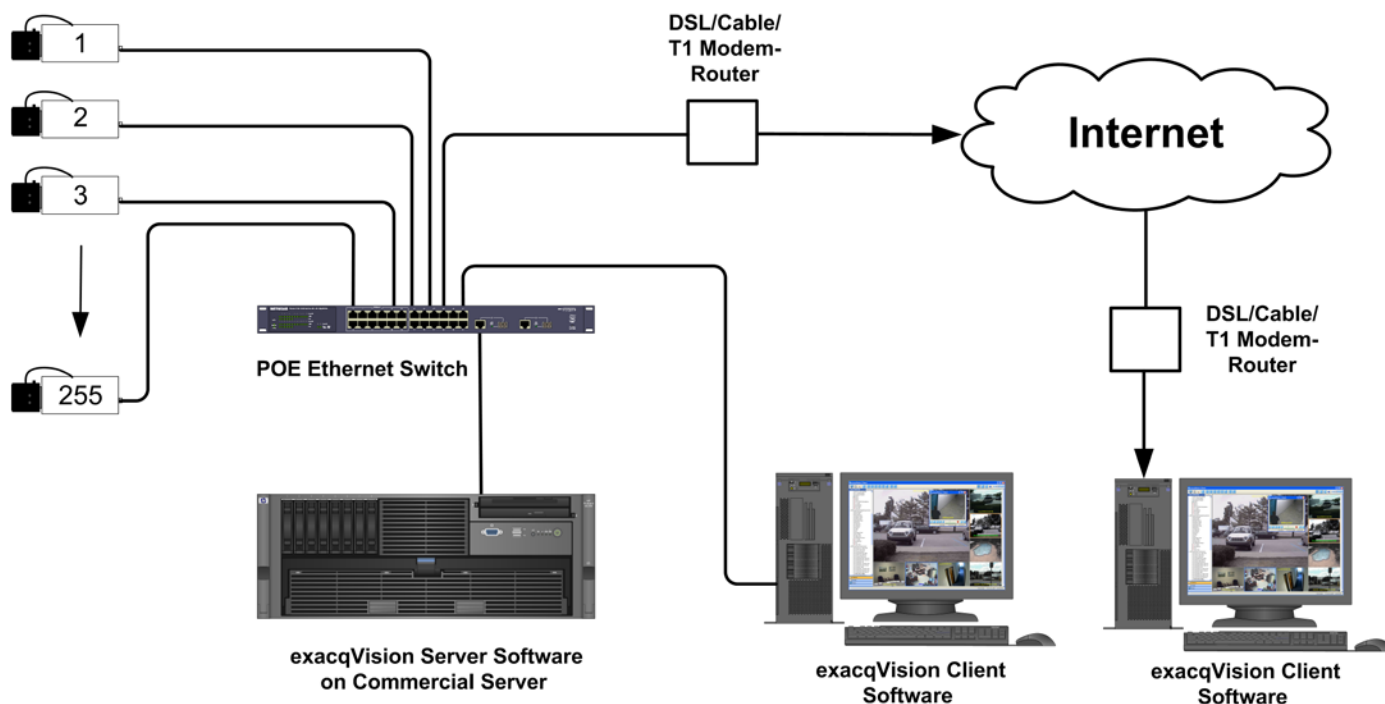 1
2
3
255
DSL/Cable/
T1 Modem-
Router
Internet
DSL/Cable/
T1 Modem-
Router
POE Ethernet Switch
exacqVision Server Software
on Commercial Server
exacqVision Client
Software
exacqVision Client
Software